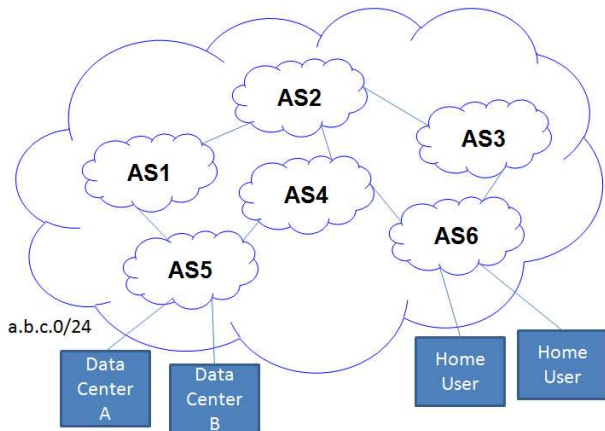 AS2
AS3
AS1
AS4
AS6
AS5
a.b.c.0/24
Data
Center
A
Data
Center
B
Home
User
Home
User